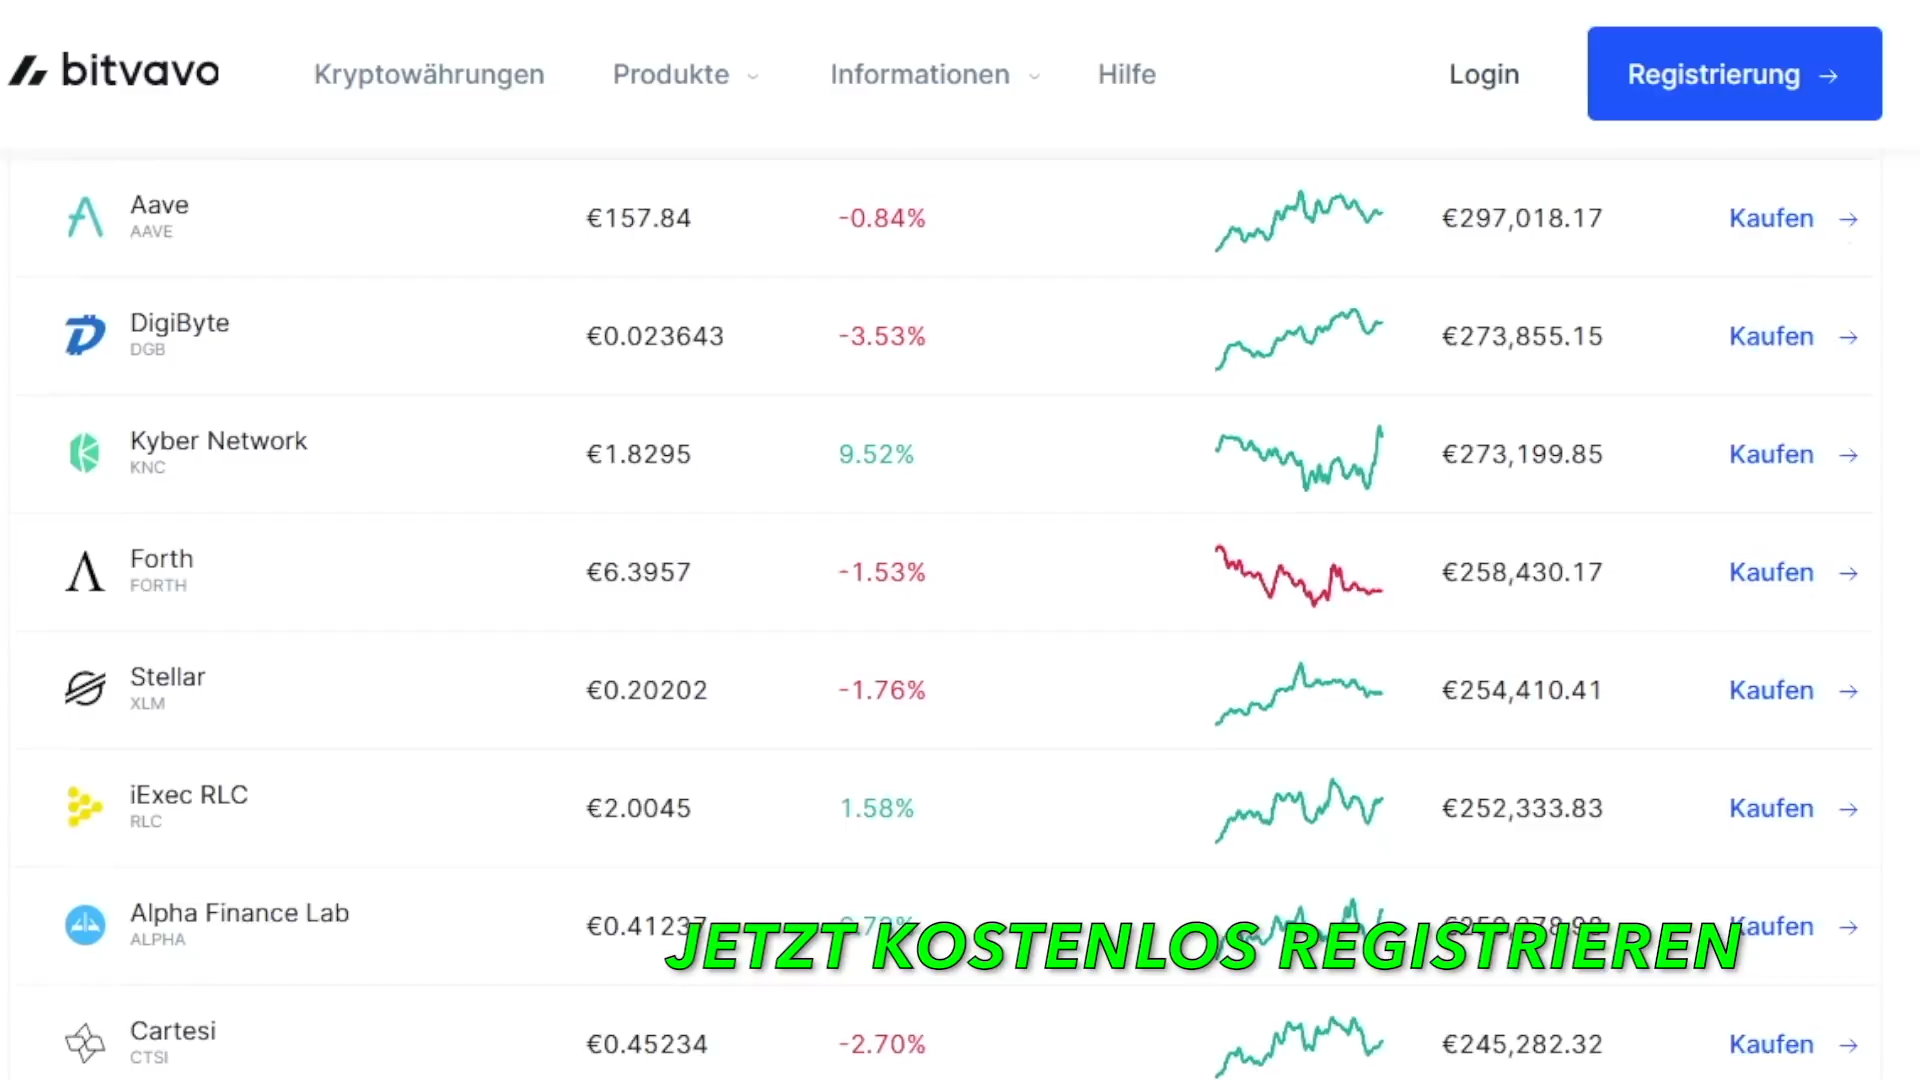 bitvavo Kryptowährungen Produkte Informationen Hilfe Login Registrierung →
Aave
AAVE
€157.84 -0.84% €297,018.17 Kaufen →
DigiByte
DGB
€0.023643 -3.53% €273,855.15 Kaufen →
Kyber Network
KNC
€1.8295 9.52% €273,199.85 Kaufen →
Forth
FORTH
€6.3957 -1.53% €258,430.17 Kaufen →
Stellar
XLM
€0.20202 -1.76% €254,410.41 Kaufen →
iExec RLC
RLC
€2.0045 1.58% €252,333.83 Kaufen →
Alpha Finance Lab
ALPHA
€0.41237 Kaufen →
JETZT KOSTENLOS REGISTRIEREN
Cartesi
CTSI
€0.45234 -2.70% €245,282.32 Kaufen →